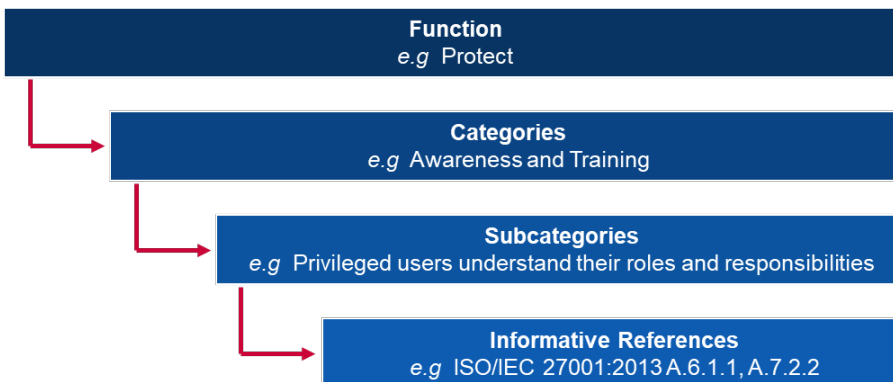 Function
e.g Protect
Categories
e.g Awareness and Training
Subcategories
e.g Privileged users understand their roles and responsibilities
Informative References
e.g ISO/IEC 27001:2013 A.6.1.1, A.7.2.2